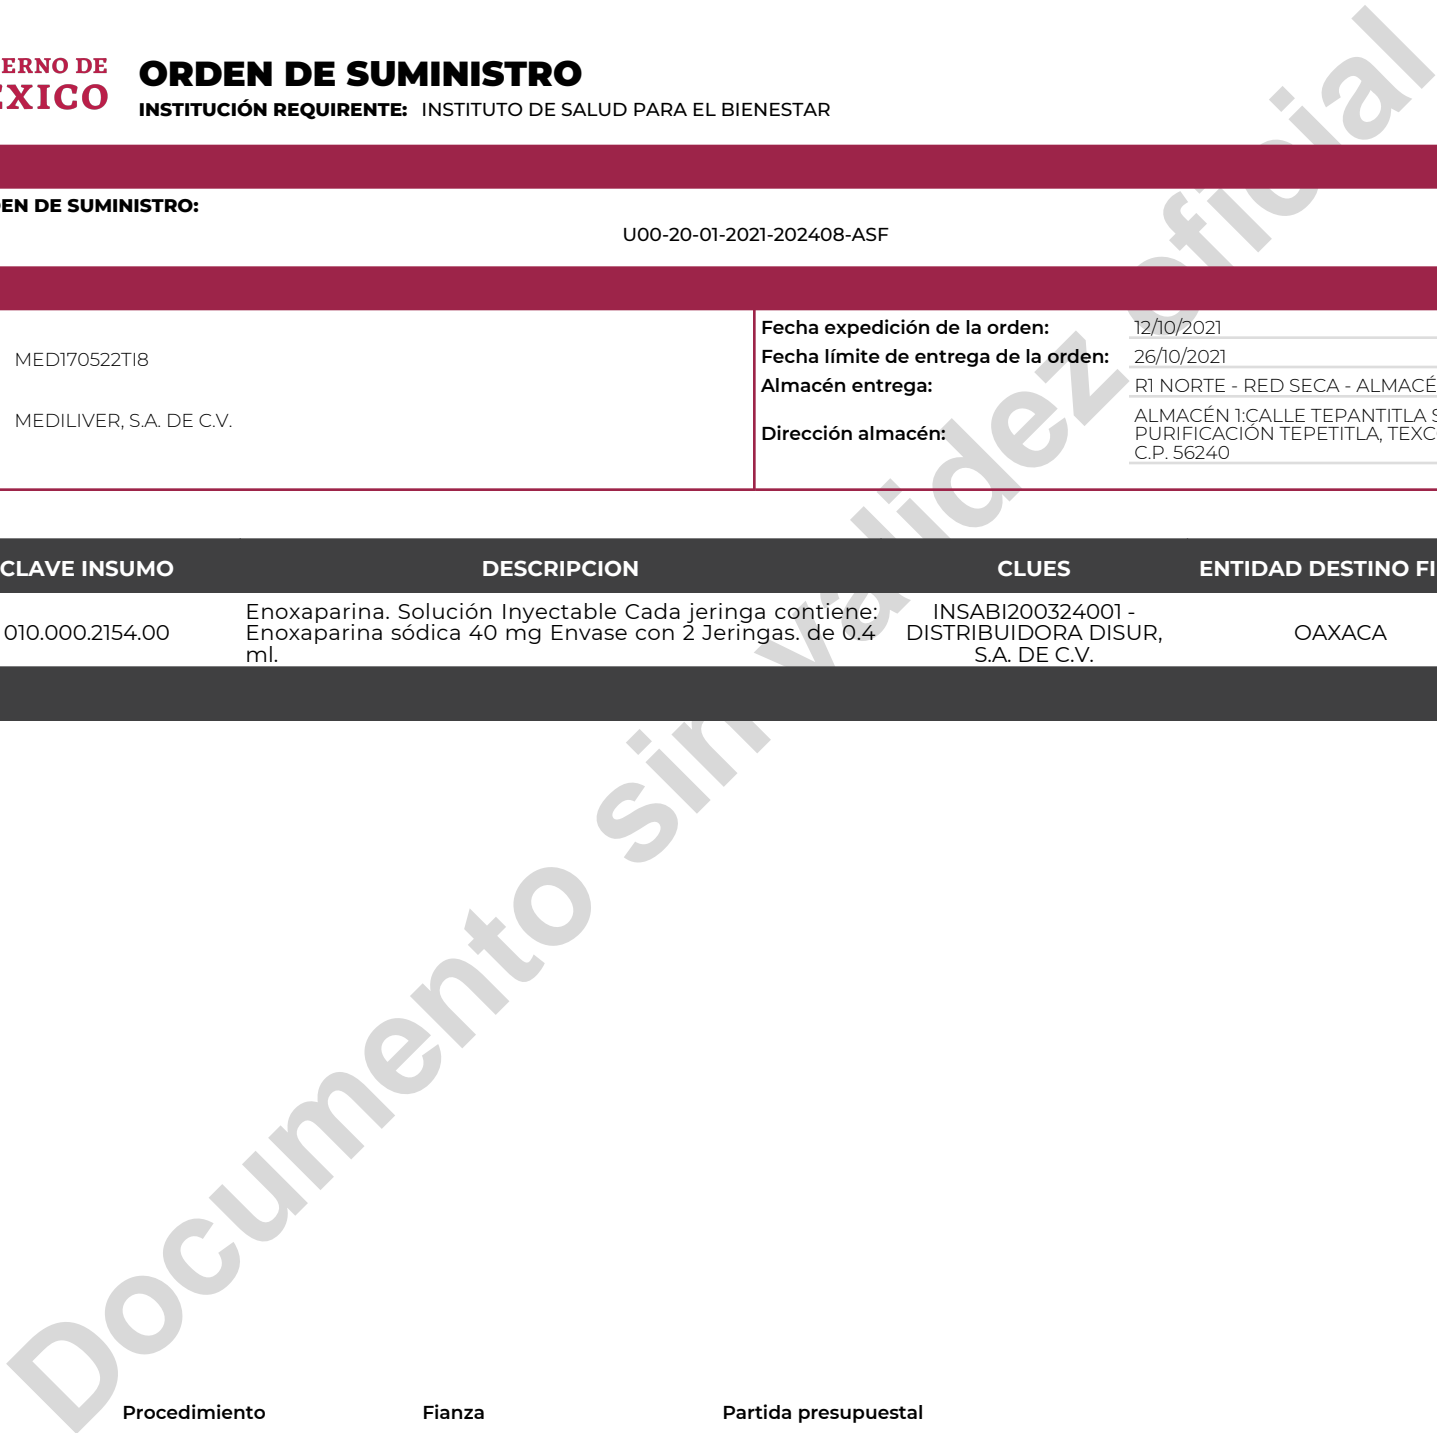 ERNO DE
ÉXICO
ORDEN DE SUMINISTRO
INSTITUCIÓN REQUIRENTE: INSTITUTO DE SALUD PARA EL BIENESTAR
EN DE SUMINISTRO:
U00-20-01-2021-202408-ASF
MED170522TI8
MEDILIVER, S.A. DE C.V.
Fecha expedición de la orden: 12/10/2021
Fecha límite de entrega de la orden: 26/10/2021
Almacén entrega: R1 NORTE - RED SECA - ALMACÉ
Dirección almacén: ALMACÉN 1:CALLE TEPANTITLA S
PURIFICACIÓN TEPETITLA, TEXC
C.P. 56240
CLAVE INSUMO DESCRIPCION CLUES ENTIDAD DESTINO FI
010.000.2154.00
Enoxaparina. Solución Inyectable Cada jeringa contiene:
Enoxaparina sódica 40 mg Envase con 2 Jeringas. de 0.4
ml.
INSABI200324001 -
DISTRIBUIDORA DISUR,
S.A. DE C.V.
OAXACA
Documento sin validez oficial
Procedimiento Fianza Partida presupuestal